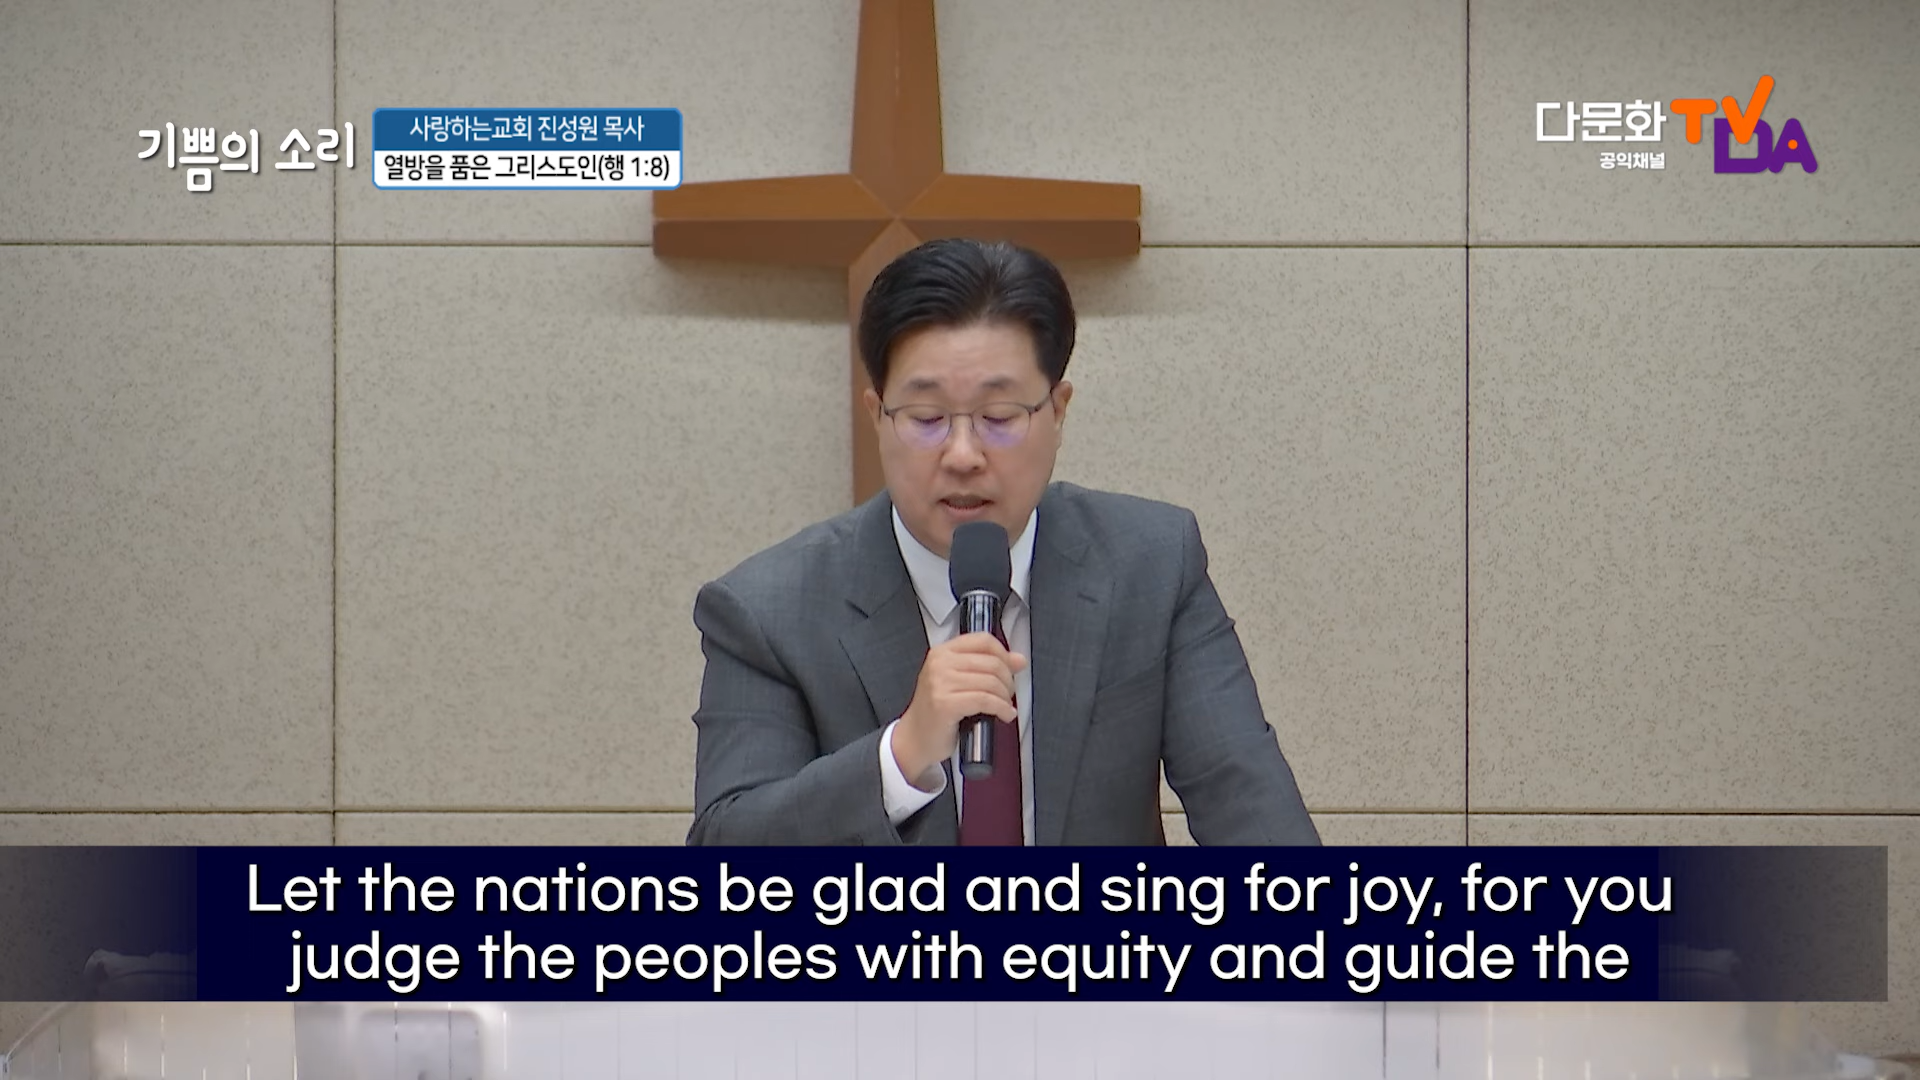 기쁨의 소리
사랑하는교회 진성원 목사
열방을 품은 그리스도인(행 1:8)
다문화 TV
DA
공익채널
Let the nations be glad and sing for joy, for you
judge the peoples with equity and guide the